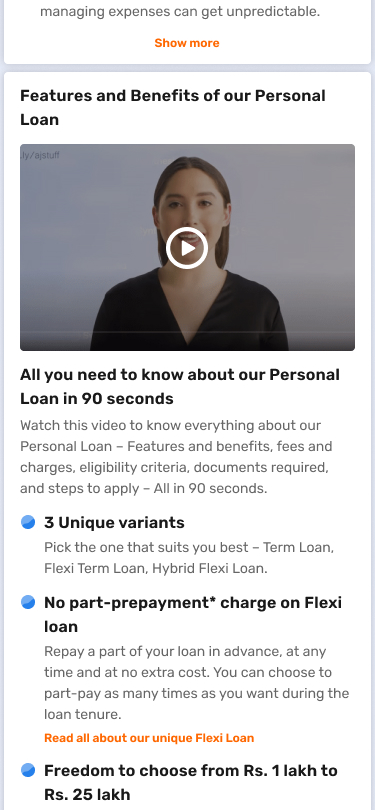 managing expenses can get unpredictable.
Show more
Features and Benefits of our Personal
Loan
.ly/ajstuff
All you need to know about our Personal
Loan in 90 seconds
Watch this video to know everything about our
Personal Loan – Features and benefits, fees and
charges, eligibility criteria, documents required,
and steps to apply – All in 90 seconds.
3 Unique variants
Pick the one that suits you best – Term Loan,
Flexi Term Loan, Hybrid Flexi Loan.
No part-prepayment* charge on Flexi
loan
Repay a part of your loan in advance, at any
time and at no extra cost. You can choose to
part-pay as many times as you want during the
loan tenure.
Read all about our unique Flexi Loan
Freedom to choose from Rs. 1 lakh to
Rs. 25 lakh